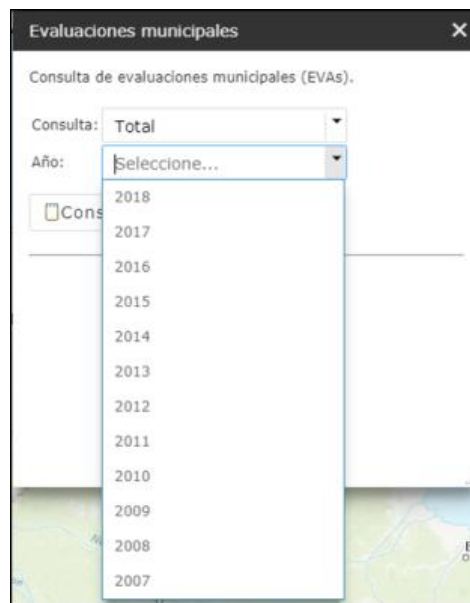 Evaluaciones municipales
Consulta de evaluaciones municipales (EVAs).
Consulta: Total
Año: Seleccione...
Cons
2018
2017
2016
2015
2014
2013
2012
2011
2010
2009
2008
2007